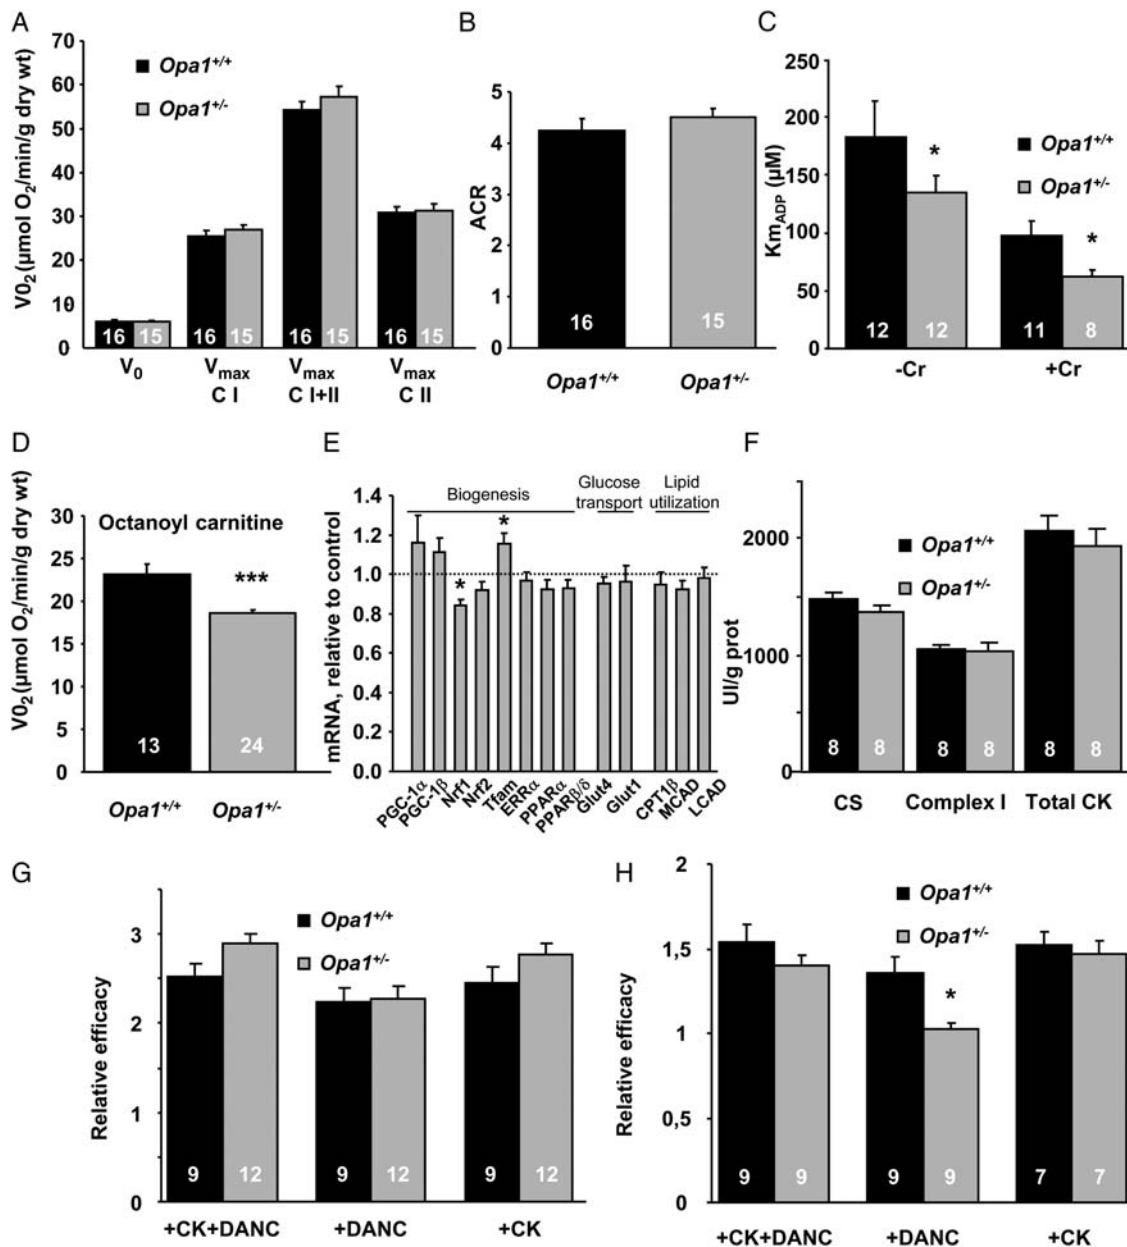 A
V0₂ (µmol O₂/min/g dry wt)
70
60
50
40
30
20
10
0
Opa1+/+
Opa1+/-
16 15 16 15 16 15 16 15
V₀ Vmax Vmax Vmax
C I C I+II C II
B
ACR
5
4
3
2
1
0
16 15
Opa1+/+ Opa1+/-
C
KmADP (µM)
250
200
150
100
50
0
Opa1+/+
Opa1+/-
* *
12 12 11 8
-Cr +Cr
D
V0₂ (µmol O₂/min/g dry wt)
30
25
20
15
10
5
0
Octanoyl carnitine
***
13 24
Opa1+/+ Opa1+/-
E
mRNA, relative to control
1.4
1.2
1.0
0.8
0.6
0.4
0.2
0.0
Biogenesis
Glucose
transport
Lipid
utilization
* *
PGC-1α
PGC-1β
Nrf1
Nrf2
Tfam
ERRα
PPARα
PPARβ/δ
Glut4
Glut1
CPT1β
MCAD
LCAD
F
UI/g prot
2000
1000
0
Opa1+/+
Opa1+/-
8 8 8 8 8 8
CS Complex I Total CK
G
Relative efficacy
3
2
1
0
Opa1+/+
Opa1+/-
9 12 9 12 9 12
+CK+DANC +DANC +CK
H
Relative efficacy
2
1,5
1
0,5
0
Opa1+/+
Opa1+/-
*
9 9 9 9 7 7
+CK+DANC +DANC +CK